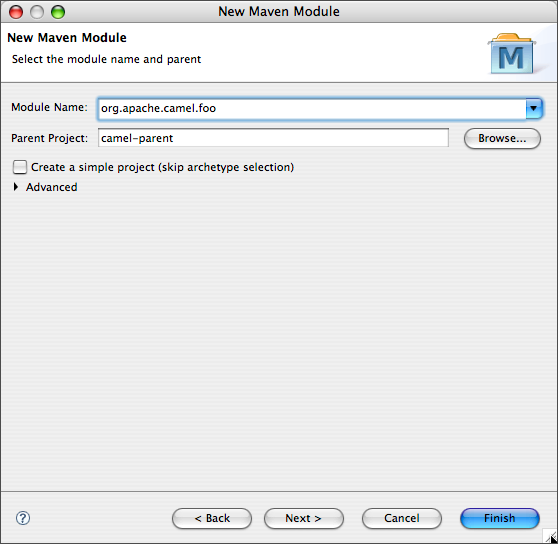 New Maven Module
New Maven Module
Select the module name and parent
M
Module Name: org.apache.camel.foo
Parent Project: camel-parent Browse...
Create a simple project (skip archetype selection)
Advanced
? < Back Next > Cancel Finish